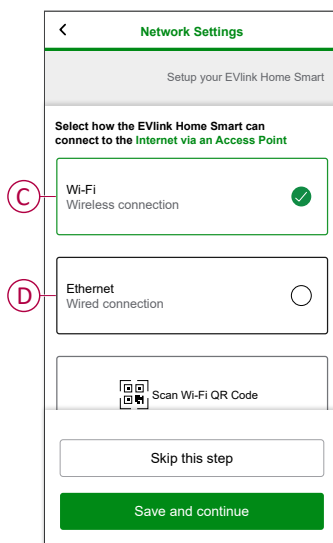 Network Settings
Setup your EVlink Home Smart
Select how the EVlink Home Smart can
connect to the Internet via an Access Point
C
Wi-Fi
Wireless connection
D
Ethernet
Wired connection
Scan Wi-Fi QR Code
Skip this step
Save and continue